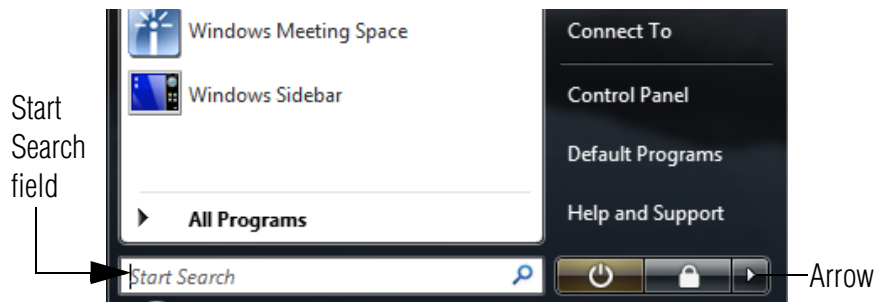 Windows Meeting Space
Windows Sidebar
All Programs
Start Search
Connect To
Control Panel
Default Programs
Help and Support
Start
Search
field
Arrow